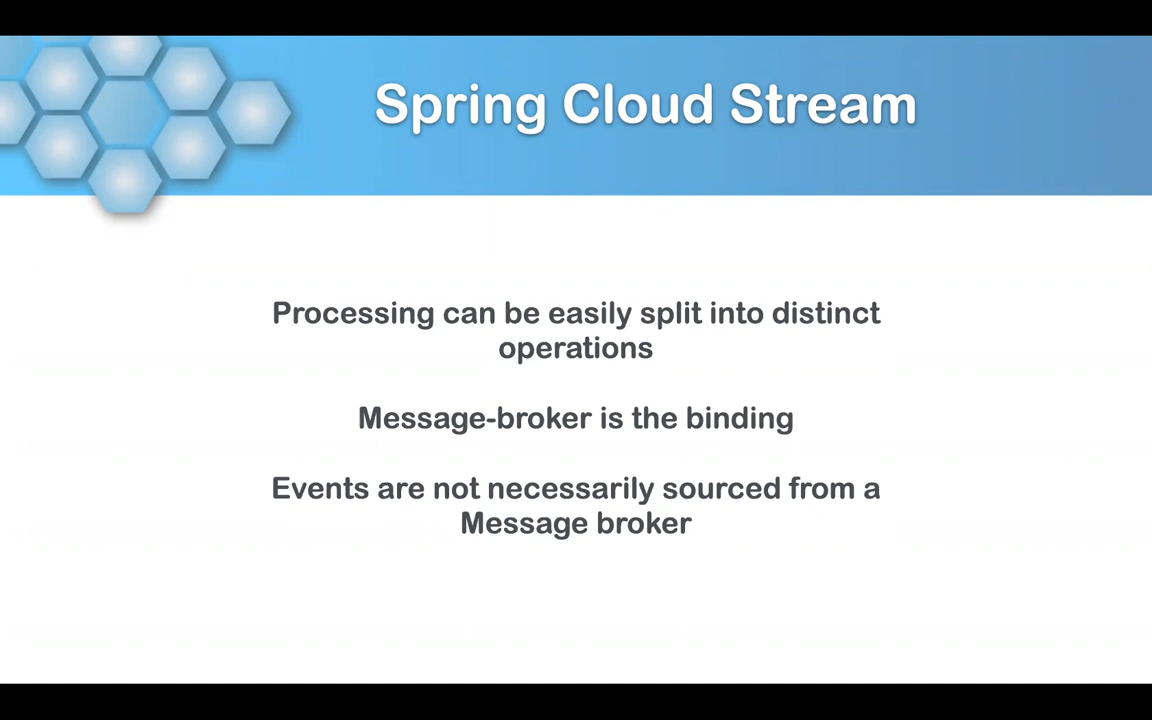 Spring Cloud Stream
Processing can be easily split into distinct
operations
Message-broker is the binding
Events are not necessarily sourced from a
Message broker